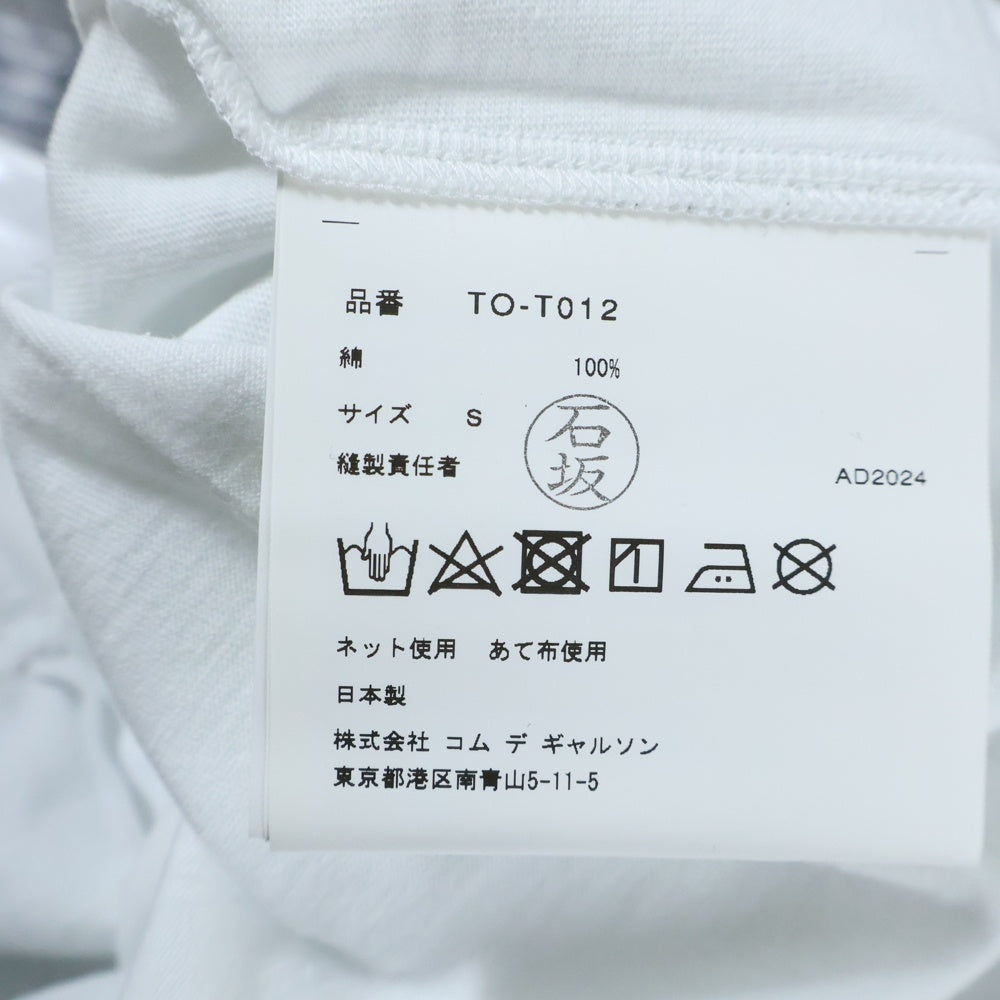 品番 TO-T012
綿 100%
サイズ S
縫製責任者 石坂 AD2024
ネット使用 あて布使用
日本製
株式会社 コム デ ギャルソン
東京都港区南青山5-11-5